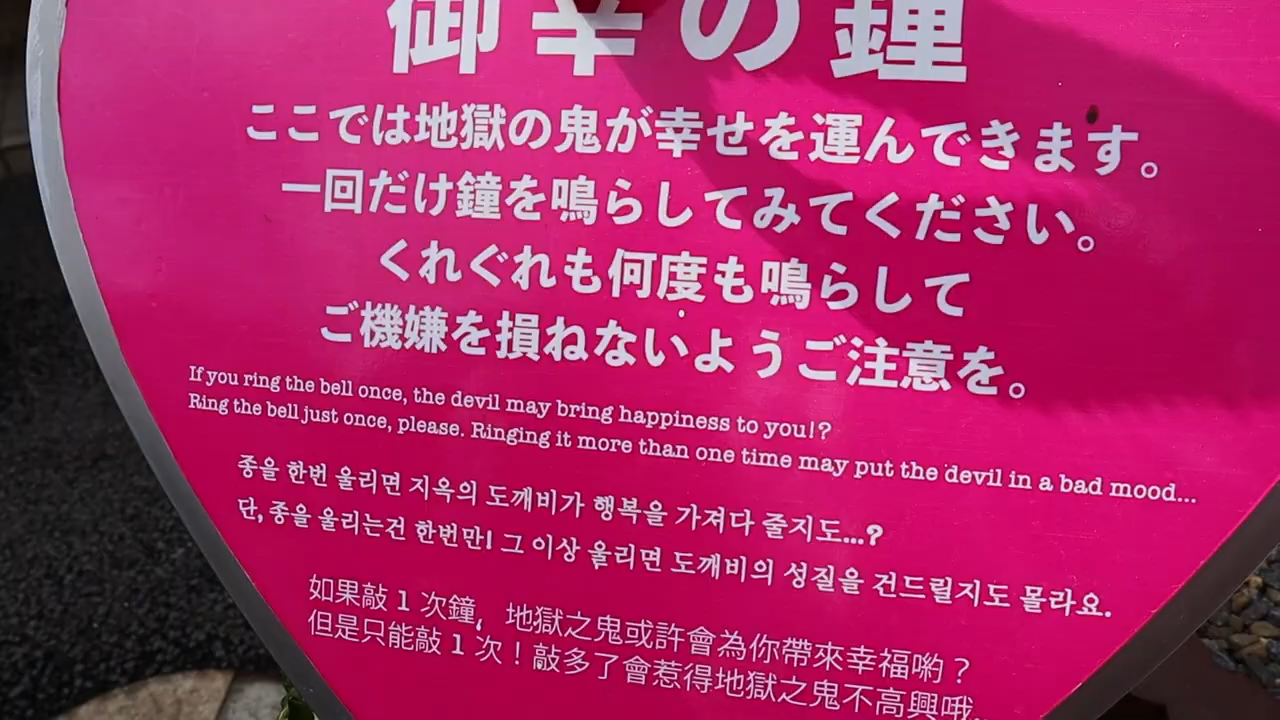 御幸の鐘
ここでは地獄の鬼が幸せを運んできます。
一回だけ鐘を鳴らしてみてください。
くれぐれも何度も鳴らして
ご機嫌を損ねないようご注意を。
If you ring the bell once, the devil may bring happiness to you!?
Ring the bell just once, please. Ringing it more than one time may put the devil in a bad mood...
종을 한번 울리면 지옥의 도깨비가 행복을 가져다 줄지도...?
단, 종을 울리는건 한번만! 그 이상 울리면 도깨비의 성질을 건드릴지도 몰라요.
如果敲 1 次鐘，地獄之鬼或許會為你帶來幸福喲？
但是只能敲 1 次！敲多了會惹得地獄之鬼不高興哦...